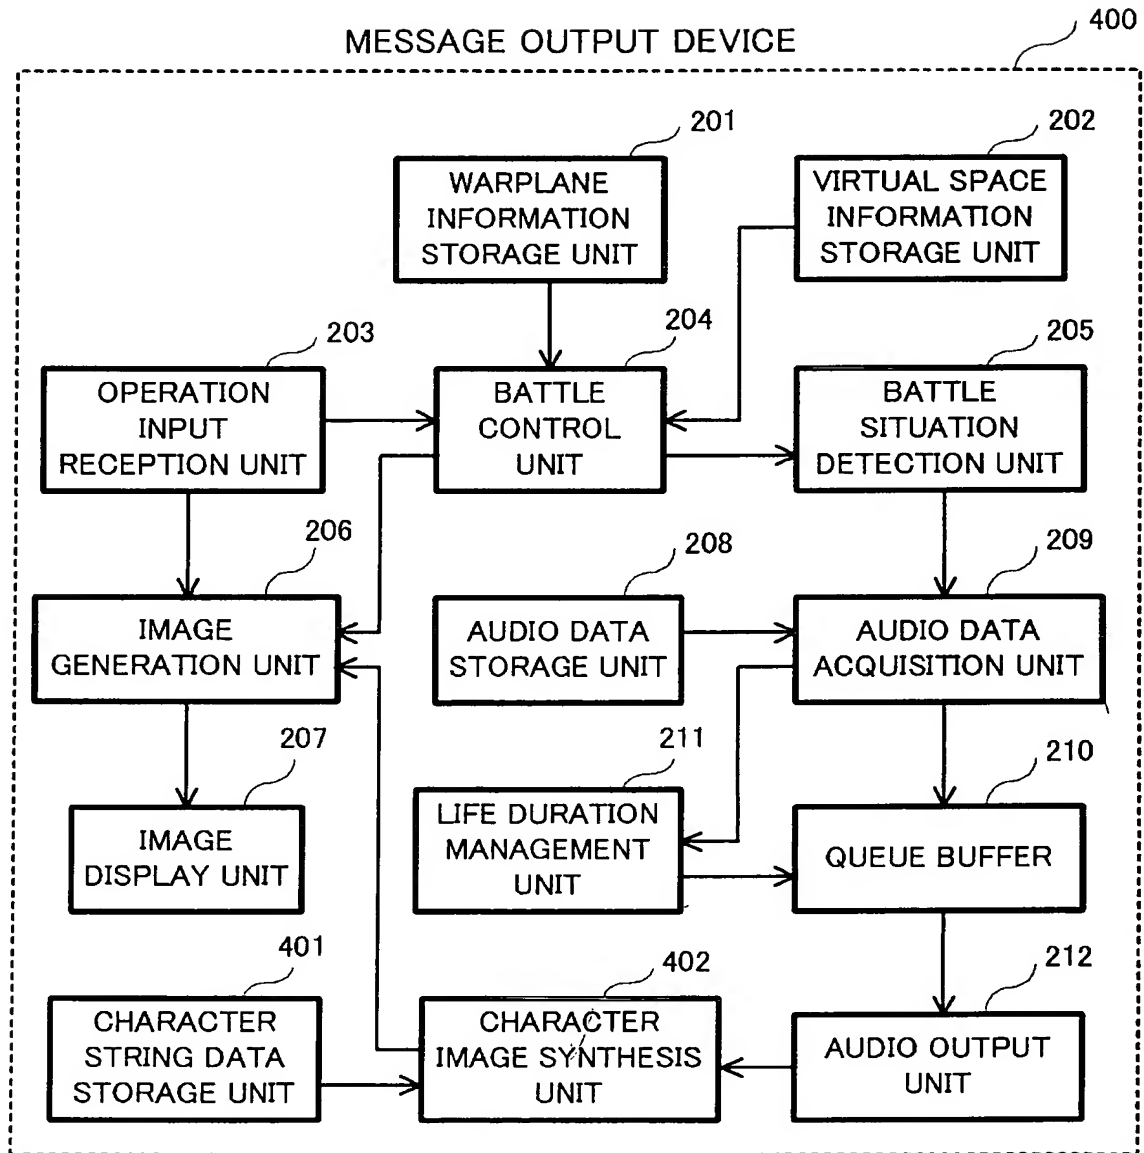 400
MESSAGE OUTPUT DEVICE
201
202
WARPLANE
INFORMATION
STORAGE UNIT
VIRTUAL SPACE
INFORMATION
STORAGE UNIT
203
204
205
OPERATION
INPUT
RECEPTION UNIT
BATTLE
CONTROL
UNIT
BATTLE
SITUATION
DETECTION UNIT
206
208
209
IMAGE
GENERATION UNIT
AUDIO DATA
STORAGE UNIT
AUDIO DATA
ACQUISITION UNIT
207
211
210
IMAGE
DISPLAY UNIT
LIFE DURATION
MANAGEMENT
UNIT
QUEUE BUFFER
401
402
212
CHARACTER
STRING DATA
STORAGE UNIT
CHARACTER
IMAGE SYNTHESIS
UNIT
AUDIO OUTPUT
UNIT